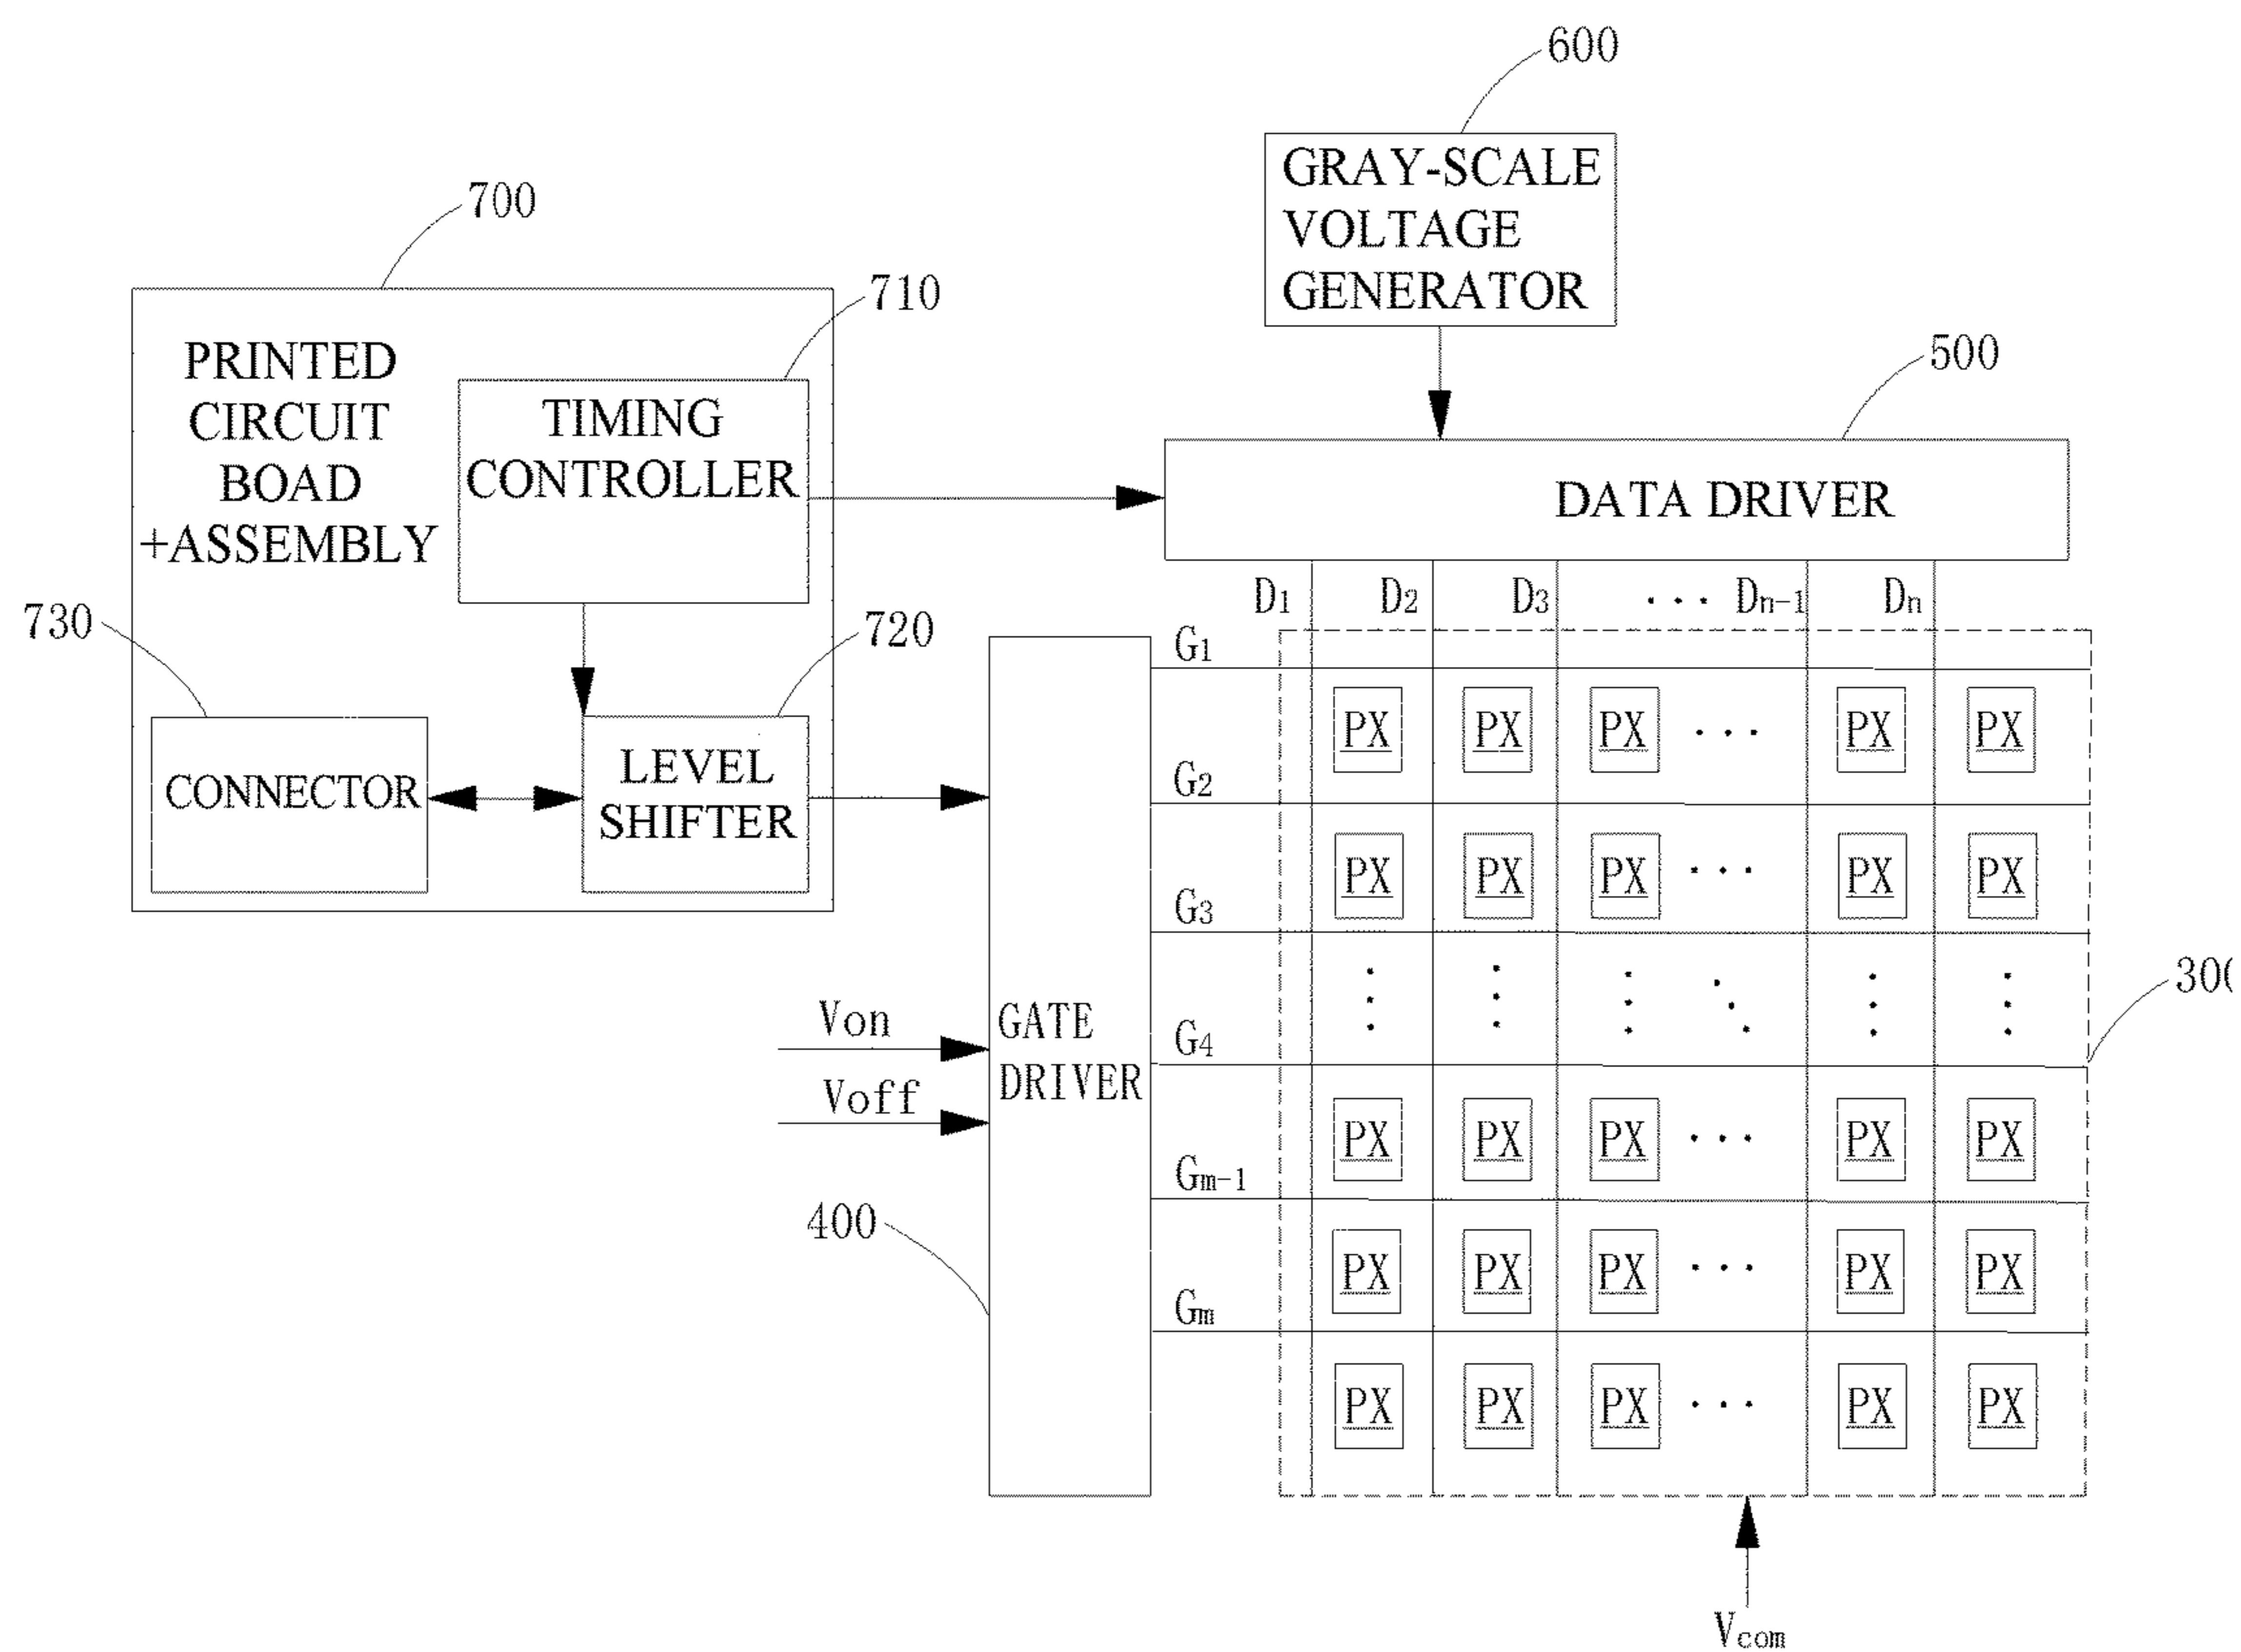 600
GRAY-SCALE
VOLTAGE
GENERATOR
700
710
PRINTED
CIRCUIT
BOAD
+ASSEMBLY
TIMING
CONTROLLER
500
DATA DRIVER
730
720
CONNECTOR
LEVEL
SHIFTER
D1 D2 D3 ... Dn-1 Dn
G1
PX PX PX ... PX PX
G2
PX PX PX ... PX PX
G3
300
Von
Voff
GATE
DRIVER
G4
PX PX PX ... PX PX
Gm-1
400
PX PX PX ... PX PX
Gm
PX PX PX ... PX PX
Vcom